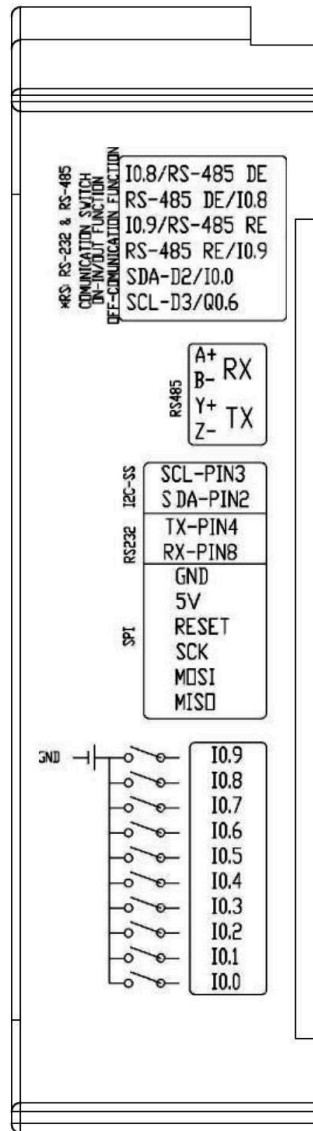 *RS: RS-232 & RS-485
COMUNICATION SWITCH
ON-IN/OUT FUNCTION
OFF-COMUNICATION FUNCTION
I0.8/RS-485 DE
RS-485 DE/I0.8
I0.9/RS-485 RE
RS-485 RE/I0.9
SDA-D2/I0.0
SCL-D3/Q0.6
RS485
A+
B-
RX
Y+
Z-
TX
I2C-SS
SCL-PIN3
SDA-PIN2
RS232
TX-PIN4
RX-PIN8
SPI
GND
5V
RESET
SCK
MOSI
MISO
GND
I0.9
I0.8
I0.7
I0.6
I0.5
I0.4
I0.3
I0.2
I0.1
I0.0